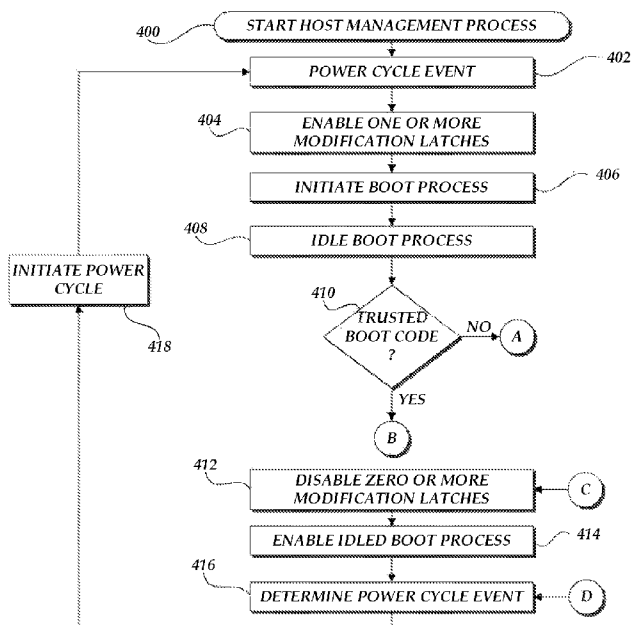 400
START HOST MANAGEMENT PROCESS
POWER CYCLE EVENT
402
404
ENABLE ONE OR MORE
MODIFICATION LATCHES
INITIATE BOOT PROCESS
406
408
IDLE BOOT PROCESS
INITIATE POWER
CYCLE
418
410
TRUSTED
BOOT CODE
?
NO
A
YES
B
412
DISABLE ZERO OR MORE
MODIFICATION LATCHES
C
ENABLE IDLED BOOT PROCESS
414
416
DETERMINE POWER CYCLE EVENT
D